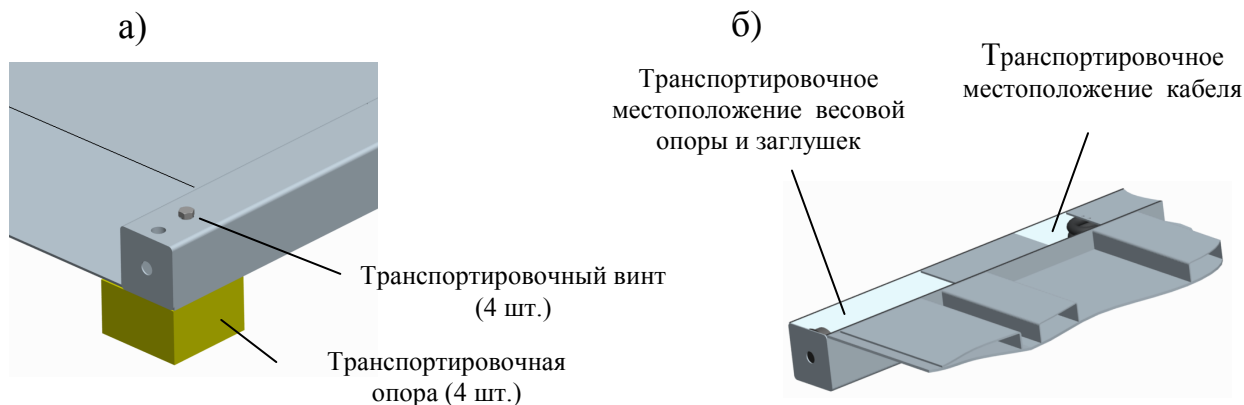 а)
Транспортировочный винт
(4 шт.)
Транспортировочная
опора (4 шт.)
б)
Транспортировочное
местоположение весовой
опоры и заглушек
Транспортировочное
местоположение кабеля